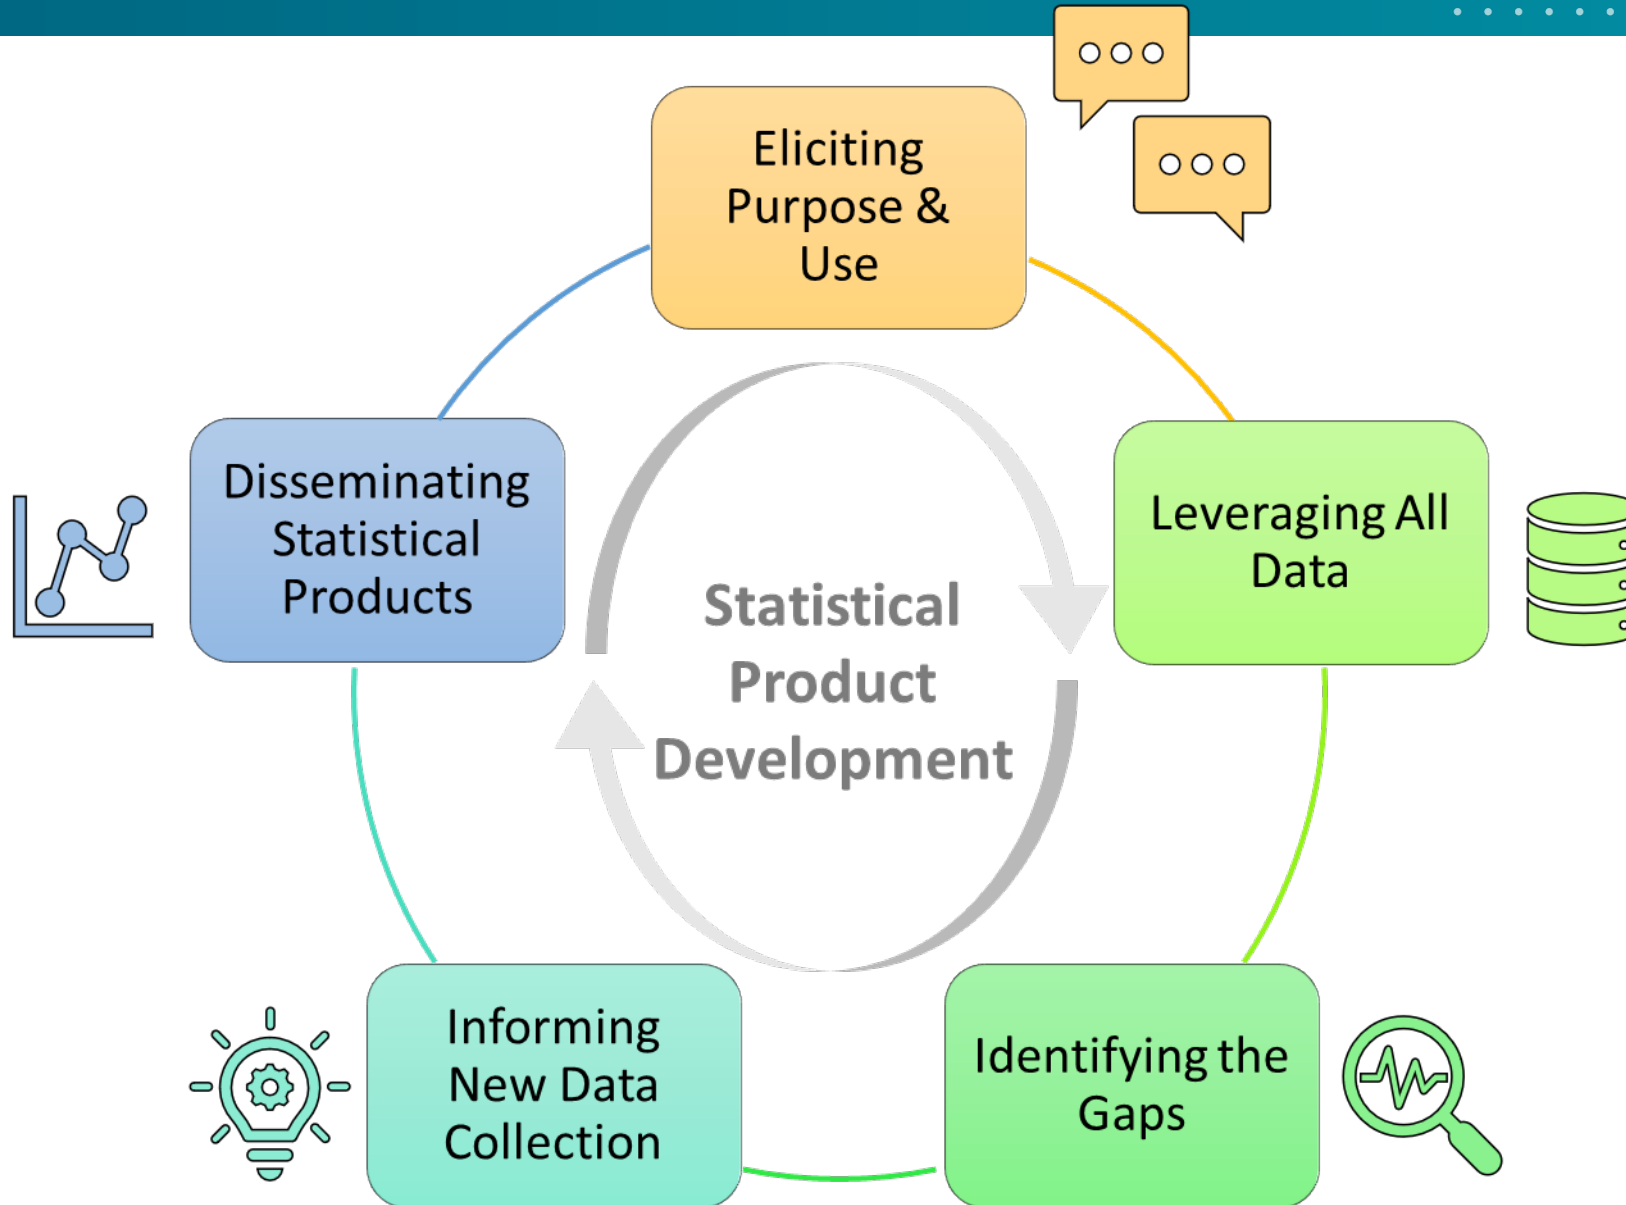 Eliciting
Purpose &
Use
Leveraging All
Data
Identifying the
Gaps
Informing
New Data
Collection
Disseminating
Statistical
Products
Statistical
Product
Development